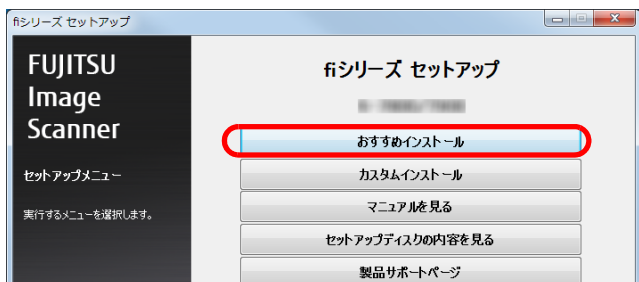 fiシリーズ セットアップ
FUJITSU
Image
Scanner
セットアップメニュー
実行するメニューを選択します。
fiシリーズ セットアップ
おすすめインストール
カスタムインストール
マニュアルを見る
セットアップディスクの内容を見る
製品サポートページ